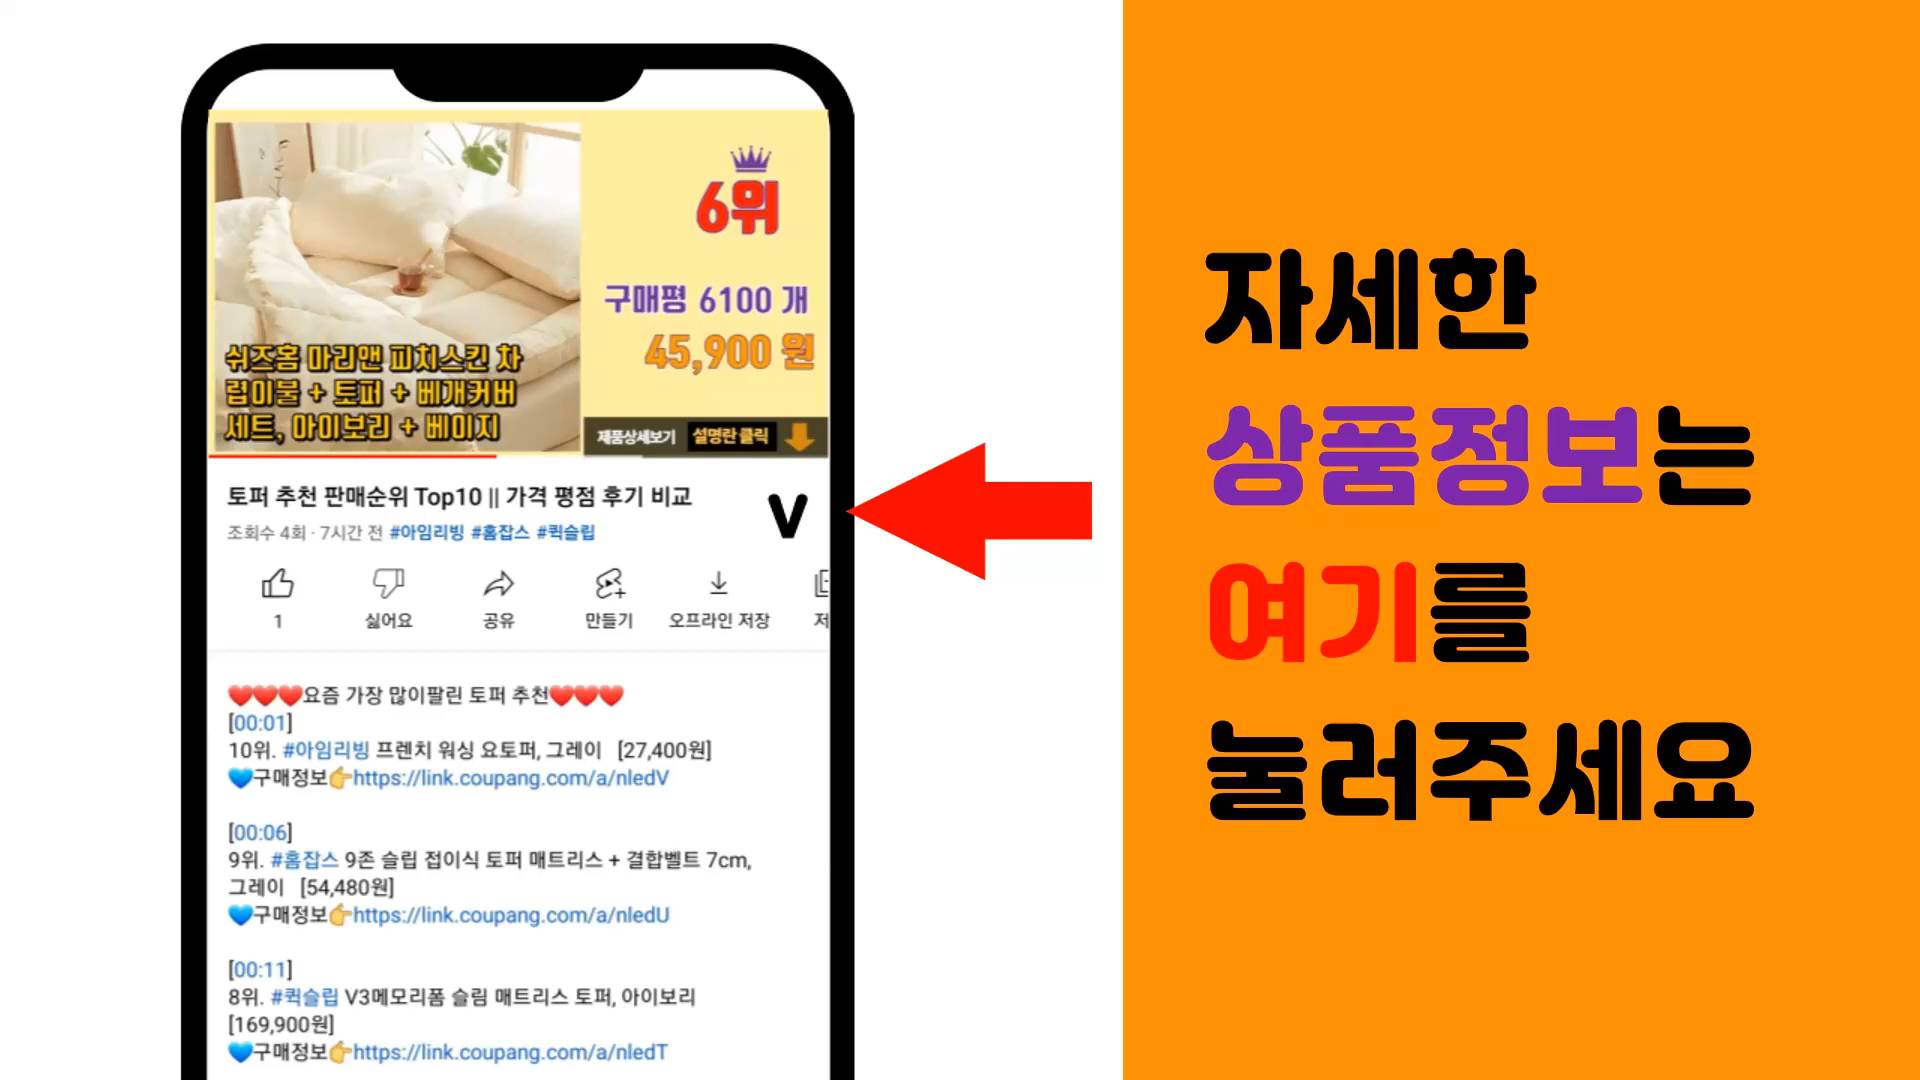 6위
구매평 6100 개
45,900 원
쉬즈홈 마리앤 피치스킨 차
렵이불 + 토퍼 + 베개커버
세트, 아이보리 + 베이지
제품상세보기 설명란 클릭
토퍼 추천 판매순위 Top10 || 가격 평점 후기 비교
V
조회수 4회 · 7시간 전 #아임리빙 #홈잡스 #퀵슬립
1 싫어요 공유 만들기 오프라인 저장 저
❤️❤️❤️요즘 가장 많이팔린 토퍼 추천❤️❤️❤️
[00:01]
10위. #아임리빙 프렌치 워싱 요토퍼, 그레이 [27,400원]
💙구매정보👉https://link.coupang.com/a/nledV
[00:06]
9위. #홈잡스 9존 슬립 접이식 토퍼 매트리스 + 결합벨트 7cm,
그레이 [54,480원]
💙구매정보👉https://link.coupang.com/a/nledU
[00:11]
8위. #퀵슬립 V3메모리폼 슬림 매트리스 토퍼, 아이보리
[169,900원]
💙구매정보👉https://link.coupang.com/a/nledT
자세한
상품정보는
여기를
눌러주세요